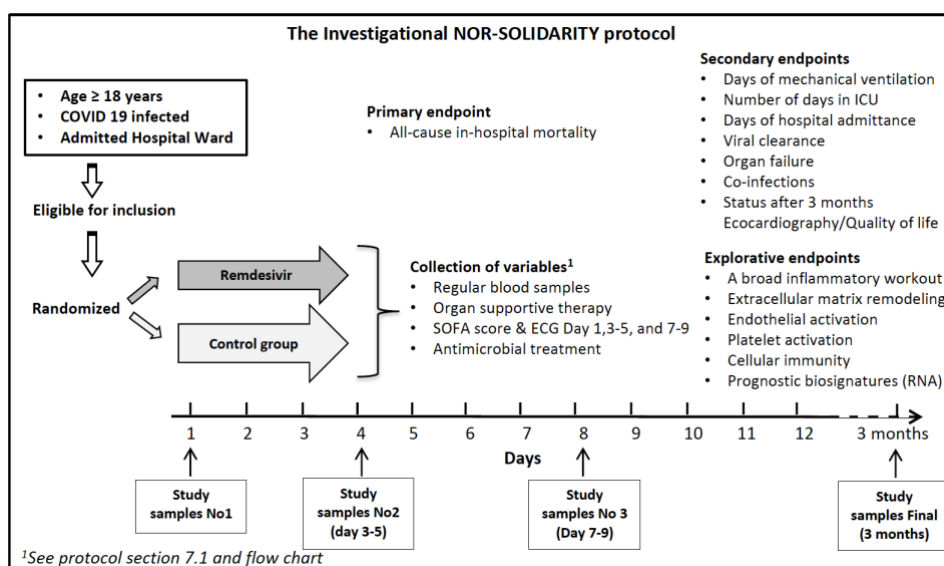 The Investigational NOR-SOLIDARITY protocol
• Age ≥ 18 years
• COVID 19 infected
• Admitted Hospital Ward
Eligible for inclusion
Randomized
Remdesivir
Control group
Primary endpoint
• All-cause in-hospital mortality
Collection of variables¹
• Regular blood samples
• Organ supportive therapy
• SOFA score & ECG Day 1,3-5, and 7-9
• Antimicrobial treatment
Secondary endpoints
• Days of mechanical ventilation
• Number of days in ICU
• Days of hospital admittance
• Viral clearance
• Organ failure
• Co-infections
• Status after 3 months
Ecocardiography/Quality of life
Explorative endpoints
• A broad inflammatory workout
• Extracellular matrix remodeling
• Endothelial activation
• Platelet activation
• Cellular immunity
• Prognostic biosignatures (RNA)
1 2 3 4 5 6 7 8 9 10 11 12 3 months
Days
Study
samples No1
Study
samples No2
(day 3-5)
Study
samples No 3
(Day 7-9)
Study
samples Final
(3 months)
¹See protocol section 7.1 and flow chart